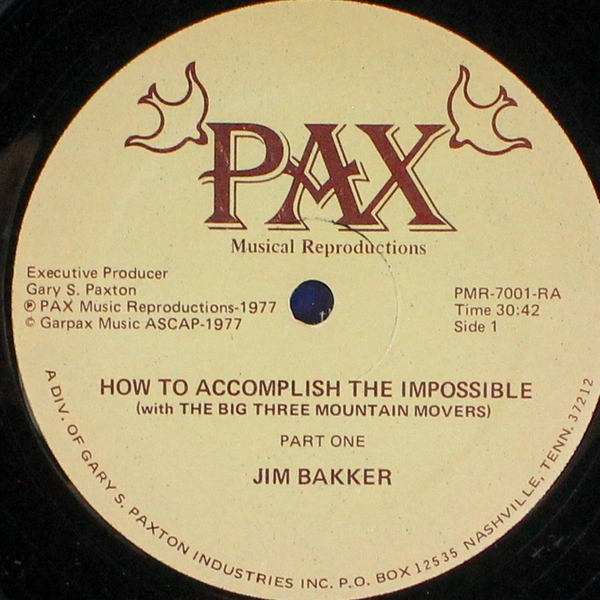 PAX
Musical Reproductions
Executive Producer
Gary S. Paxton
℗ PAX Music Reproductions-1977
© Garpax Music ASCAP-1977
PMR-7001-RA
Time 30:42
Side 1
HOW TO ACCOMPLISH THE IMPOSSIBLE
(with THE BIG THREE MOUNTAIN MOVERS)
PART ONE
JIM BAKKER
A DIV. OF GARY S. PAXTON INDUSTRIES INC. P.O. BOX 12535 NASHVILLE, TENN. 37212